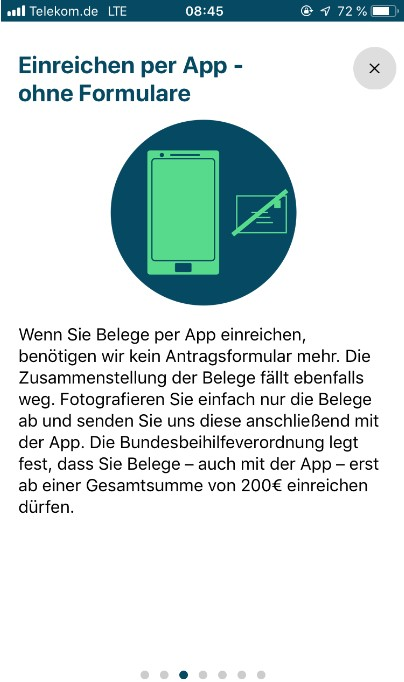 Telekom.de LTE 08:45 72 %
Einreichen per App -
ohne Formulare
Wenn Sie Belege per App einreichen,
benötigen wir kein Antragsformular mehr. Die
Zusammenstellung der Belege fällt ebenfalls
weg. Fotografieren Sie einfach nur die Belege
ab und senden Sie uns diese anschließend mit
der App. Die Bundesbeihilfeverordnung legt
fest, dass Sie Belege – auch mit der App – erst
ab einer Gesamtsumme von 200€ einreichen
dürfen.